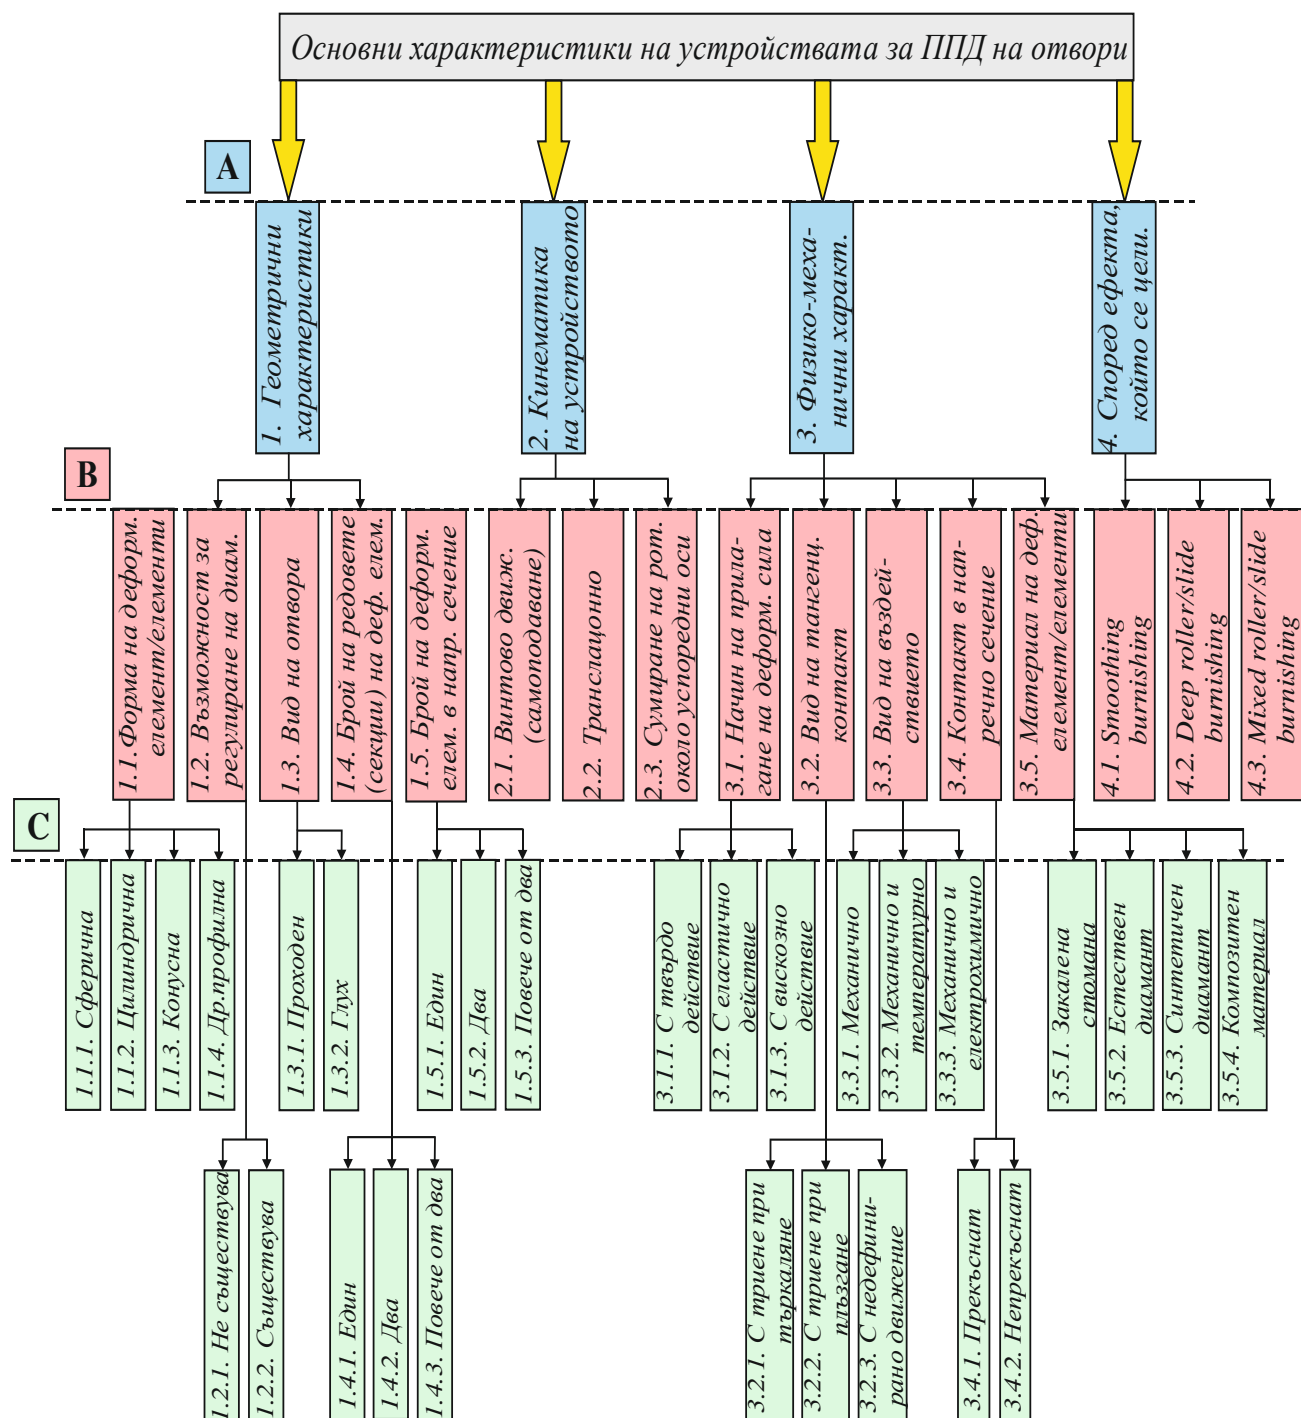 Основни характеристики на устройствата за ППД на отвори
A
1. Геометрични
характеристики
2. Кинематика
на устройството
3. Физико-меха-
нични характ.
4. Според ефекта,
който се цели.
B
1.1.Форма на деформ.
елемент/елементи
1.2. Възможност за
регулиране на диам.
1.3. Вид на отвора
1.4. Брой на редовете
(секции) на деф. елем.
1.5. Брой на деформ.
елем. в напр. сечение
2.1. Винтово движ.
(самоподаване)
2.2. Транслационно
2.3. Сумиране на рот.
около успоредни оси
3.1. Начин на прила-
гане на деформ. сила
3.2. Вид на тангенц.
контакт
3.3. Вид на въздей-
ствието
3.4. Контакт в нап-
речно сечение
3.5. Материал на деф.
елемент/елементи
4.1. Smoothing
burnishing
4.2. Deep roller/slide
burnishing
4.3. Mixed roller/slide
burnishing
C
1.1.1. Сферична
1.1.2. Цилиндрична
1.1.3. Конусна
1.1.4. Др.профилна
1.3.1. Проходен
1.3.2. Глух
1.5.1. Един
1.5.2. Два
1.5.3. Повече от два
3.1.1. С твърдо
действие
3.1.2. С еластично
действие
3.1.3. С вискозно
действие
3.3.1. Механично
3.3.2. Механично и
температурно
3.3.3. Механично и
електрохимично
3.5.1. Закалена
стомана
3.5.2. Естествен
диамант
3.5.3. Синтетичен
диамант
3.5.4. Композитен
материал
1.2.1. Не съществува
1.2.2. Съществува
1.4.1. Един
1.4.2. Два
1.4.3. Повече от два
3.2.1. С триене при
търкаляне
3.2.2. С триене при
плъзгане
3.2.3. С недефини-
рано движение
3.4.1. Прекъснат
3.4.2. Непрекъснат